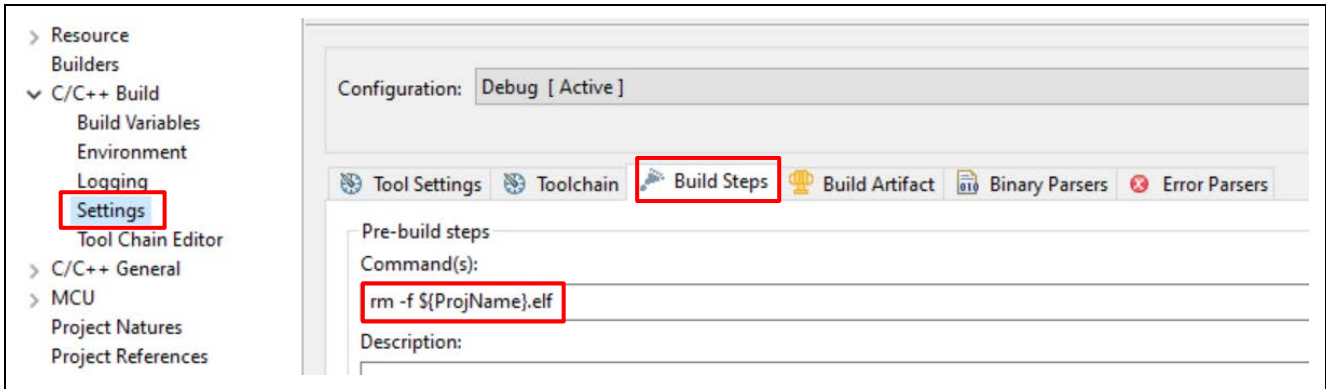 Resource
Builders
C/C++ Build
Build Variables
Environment
Logging
Settings
Tool Chain Editor
C/C++ General
MCU
Project Natures
Project References
Configuration: Debug [ Active ]
Tool Settings Toolchain Build Steps Build Artifact Binary Parsers Error Parsers
Pre-build steps
Command(s):
rm -f ${ProjName}.elf
Description: